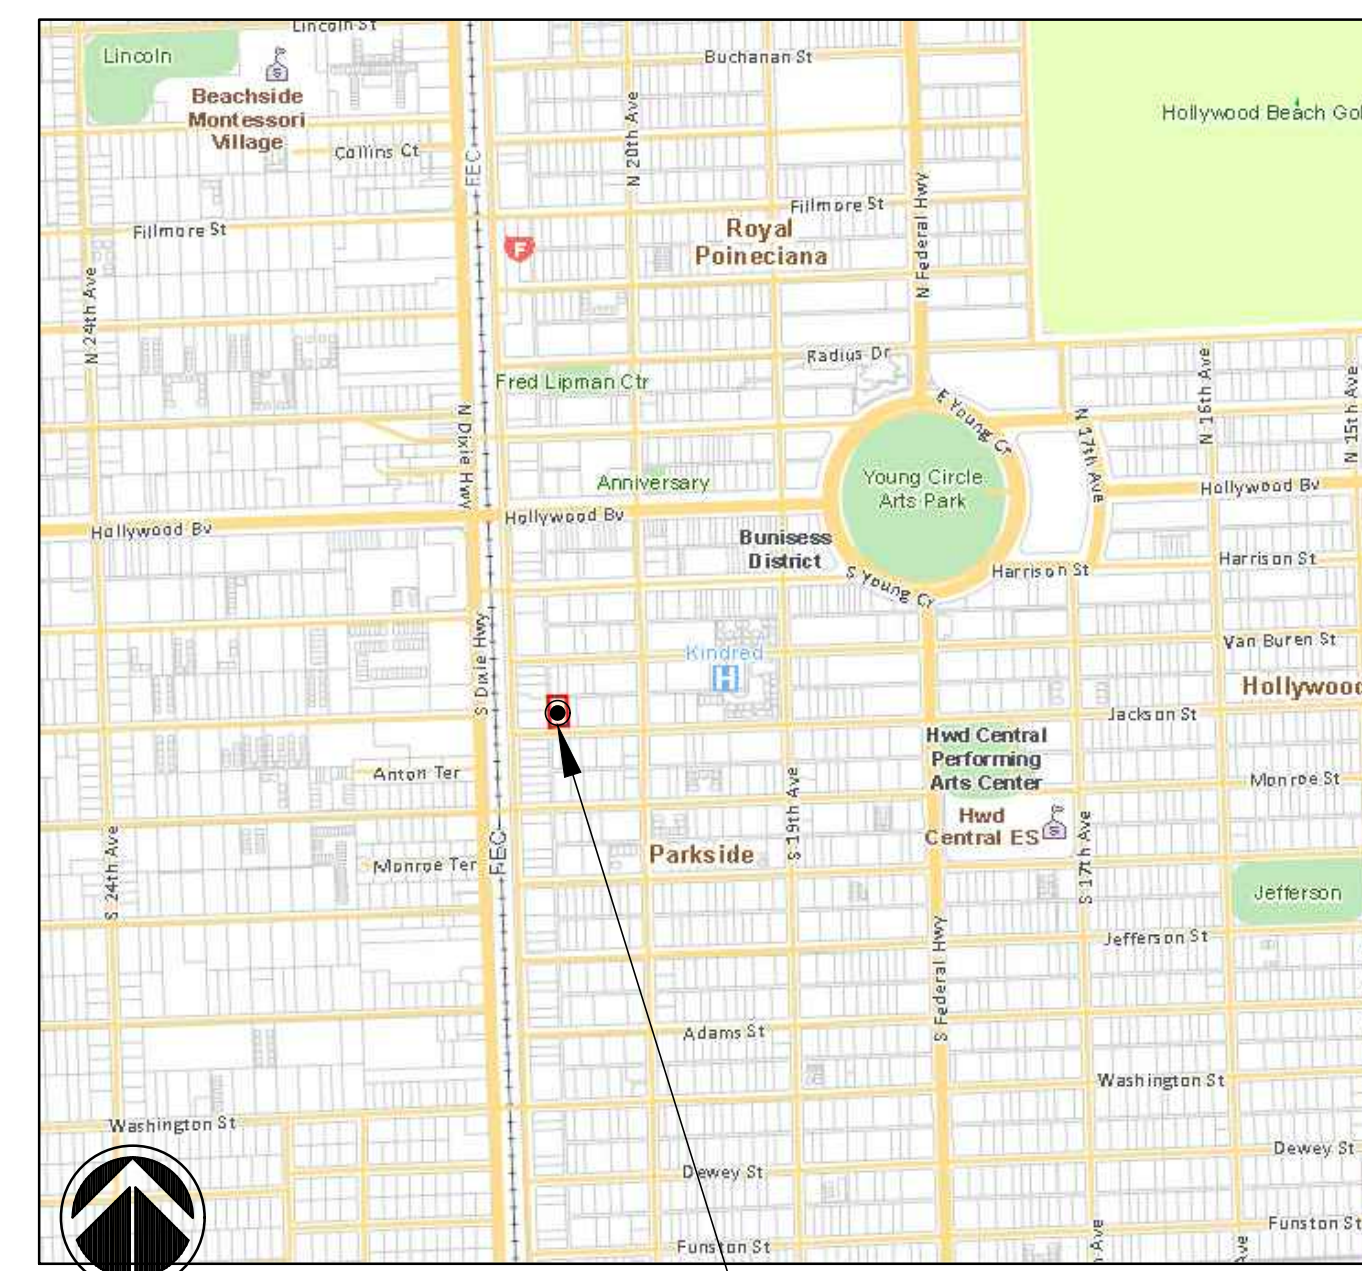 Lincoln St
Lincoln
Buchanan St
Beachside
Montessori
Village
N 20th Ave
Hollywood Beach Gol
Collins Ct
FEC
Fillmore St
N Federal Hwy
Fillmore St
Royal
Poineciana
F
N 24th Ave
Radius Dr
Fred Lipman Ctr
N 16th Ave
N 15th Ave
E Young Cr
N Dixie Hwy
N 17th Ave
Anniversary
Young Circle
Arts Park
Hollywood Bv
Hollywood Bv
Hollywood Bv
Bunisess
District
Harrison St
Harrison St
S Young Cr
S Dixie Hwy
Van Buren St
Kindred
H
Hollywood
Jackson St
Hwd Central
Performing
Arts Center
Anton Ter
Monroe St
S 19th Ave
Hwd
Central ES
S 17th Ave
Parkside
FEC
Monroe Ter
S 24th Ave
Jefferson
Jefferson St
S Federal Hwy
Adams St
Washington St
Washington St
Dewey St
Dewey St
Funston St
Funston St
Ave
Ave